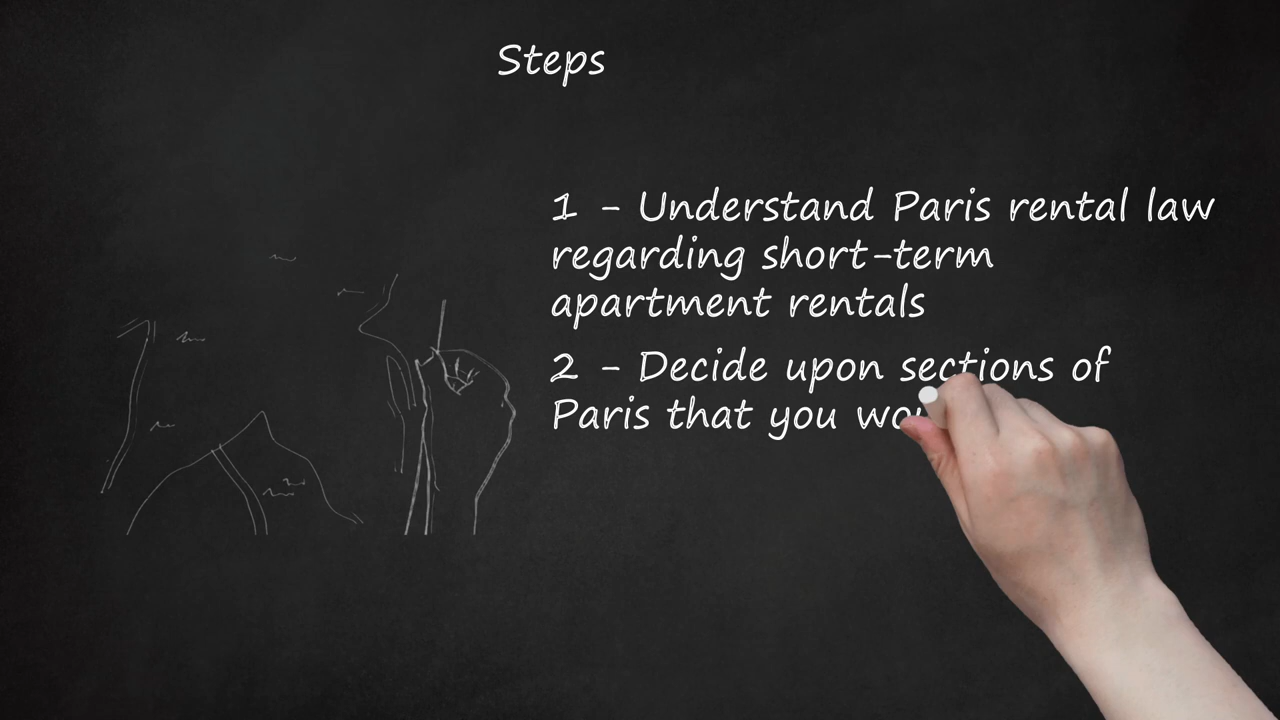 Steps
1 - Understand Paris rental law
regarding short-term
apartment rentals
2 - Decide upon sections of
Paris that you